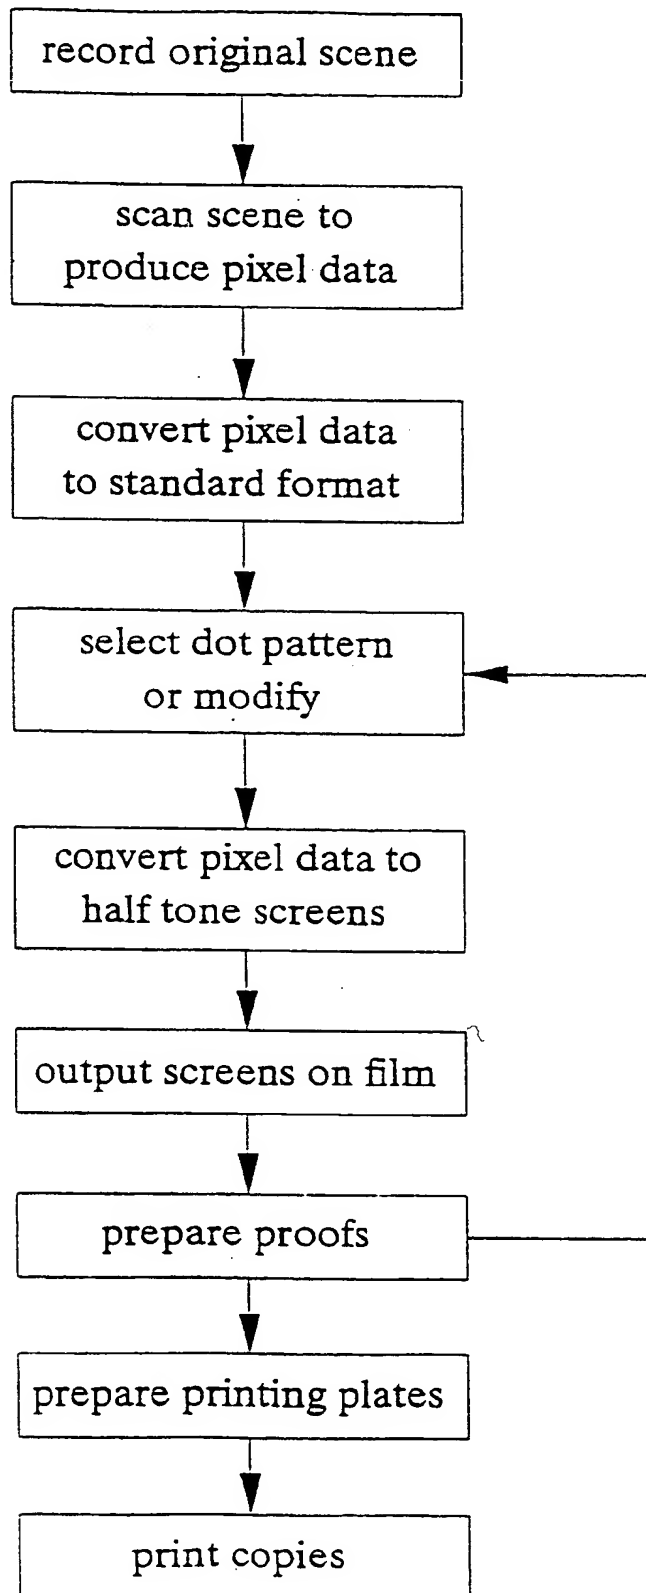 record original scene
scan scene to
produce pixel data
convert pixel data
to standard format
select dot pattern
or modify
convert pixel data to
half tone screens
output screens on film
prepare proofs
prepare printing plates
print copies